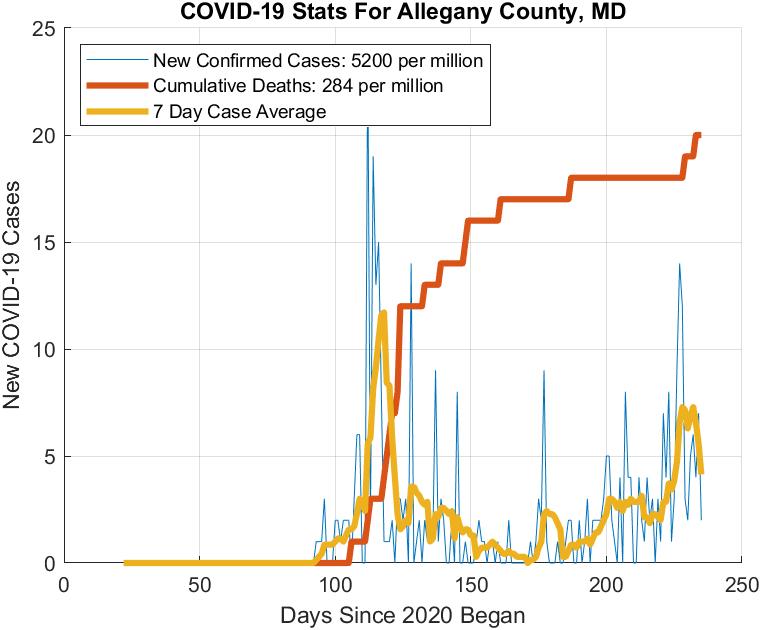 COVID-19 Stats For Allegany County, MD
New Confirmed Cases: 5200 per million
Cumulative Deaths: 284 per million
7 Day Case Average
New COVID-19 Cases
25
20
15
10
5
0
0 50 100 150 200 250
Days Since 2020 Began